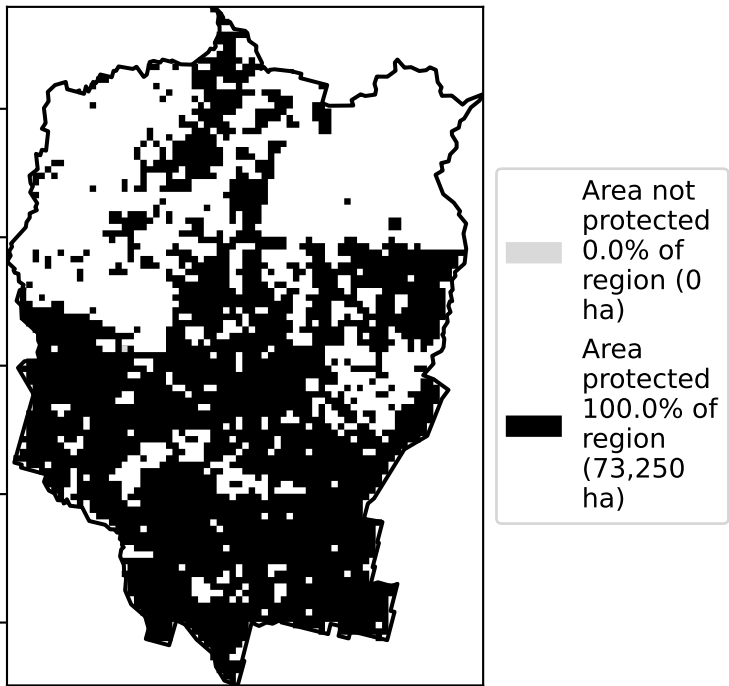 Area not
protected
0.0% of
region (0
ha)
Area
protected
100.0% of
region
(73,250
ha)